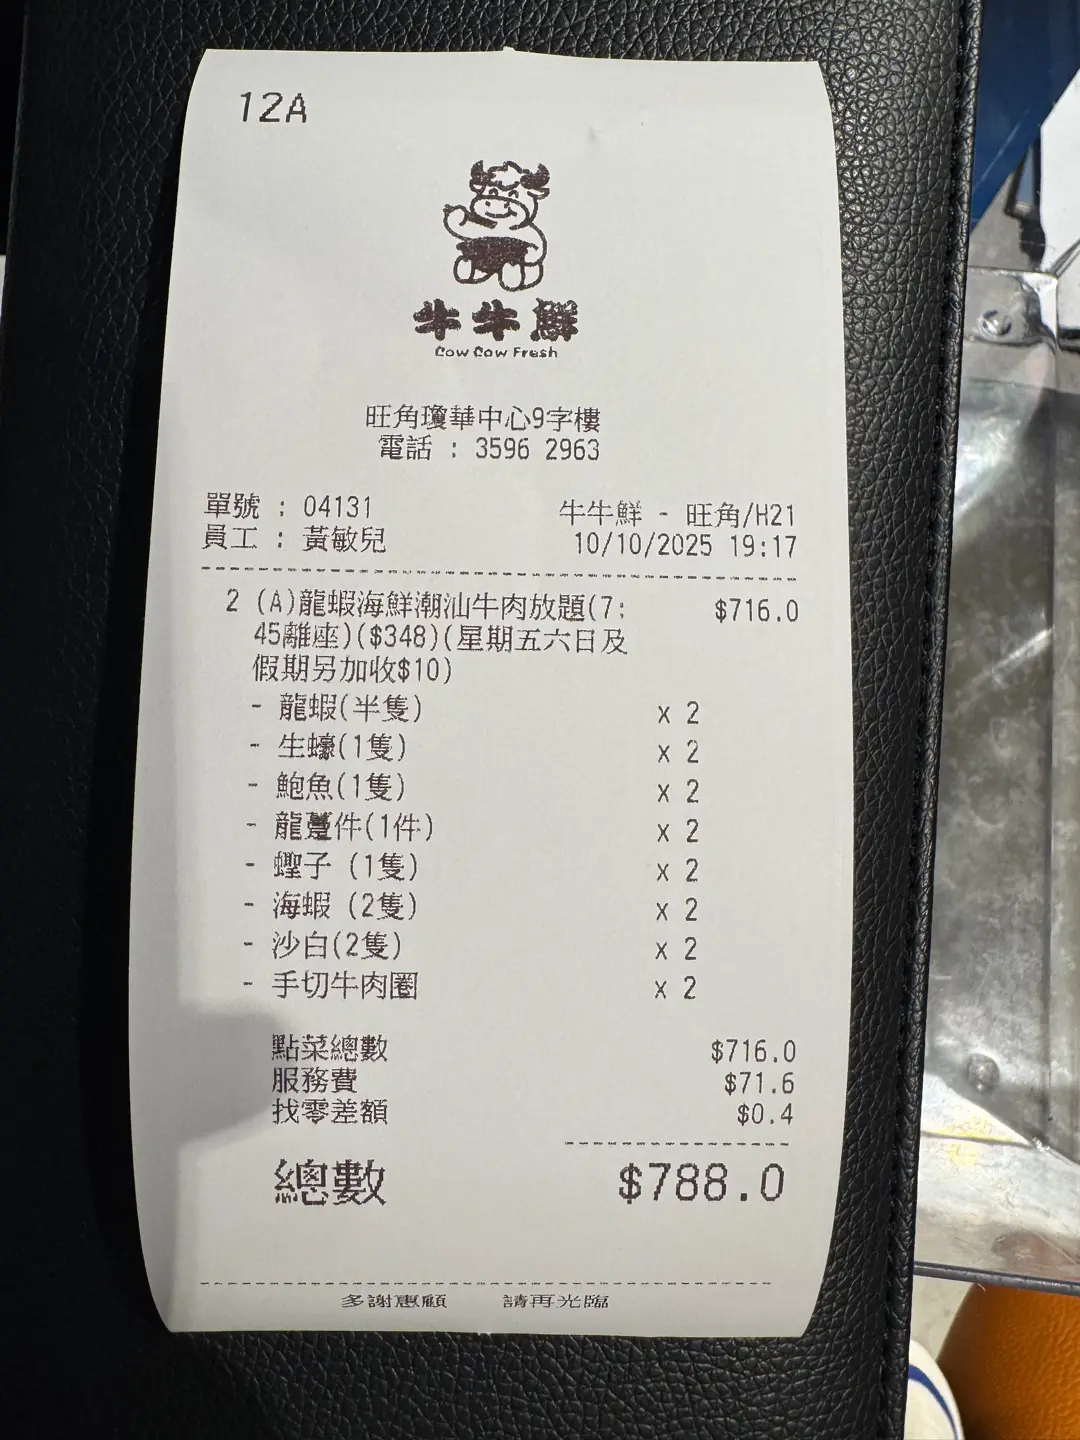 12A
牛牛鮮
Cow Cow Fresh
旺角瓊華中心9字樓
電話 : 3596 2963
單號 : 04131 牛牛鮮 - 旺角/H21
員工 : 黃敏兒 10/10/2025 19:17
2 (A)龍蝦海鮮潮汕牛肉放題(7: $716.0
45離座)($348)(星期五六日及
假期另加收$10)
- 龍蝦(半隻) x 2
- 生蠔(1隻) x 2
- 鮑魚(1隻) x 2
- 龍躉件(1件) x 2
- 蟶子 (1隻) x 2
- 海蝦 (2隻) x 2
- 沙白(2隻) x 2
- 手切牛肉圈 x 2
點菜總數 $716.0
服務費 $71.6
找零差額 $0.4
總數 $788.0
多謝惠顧 請再光臨